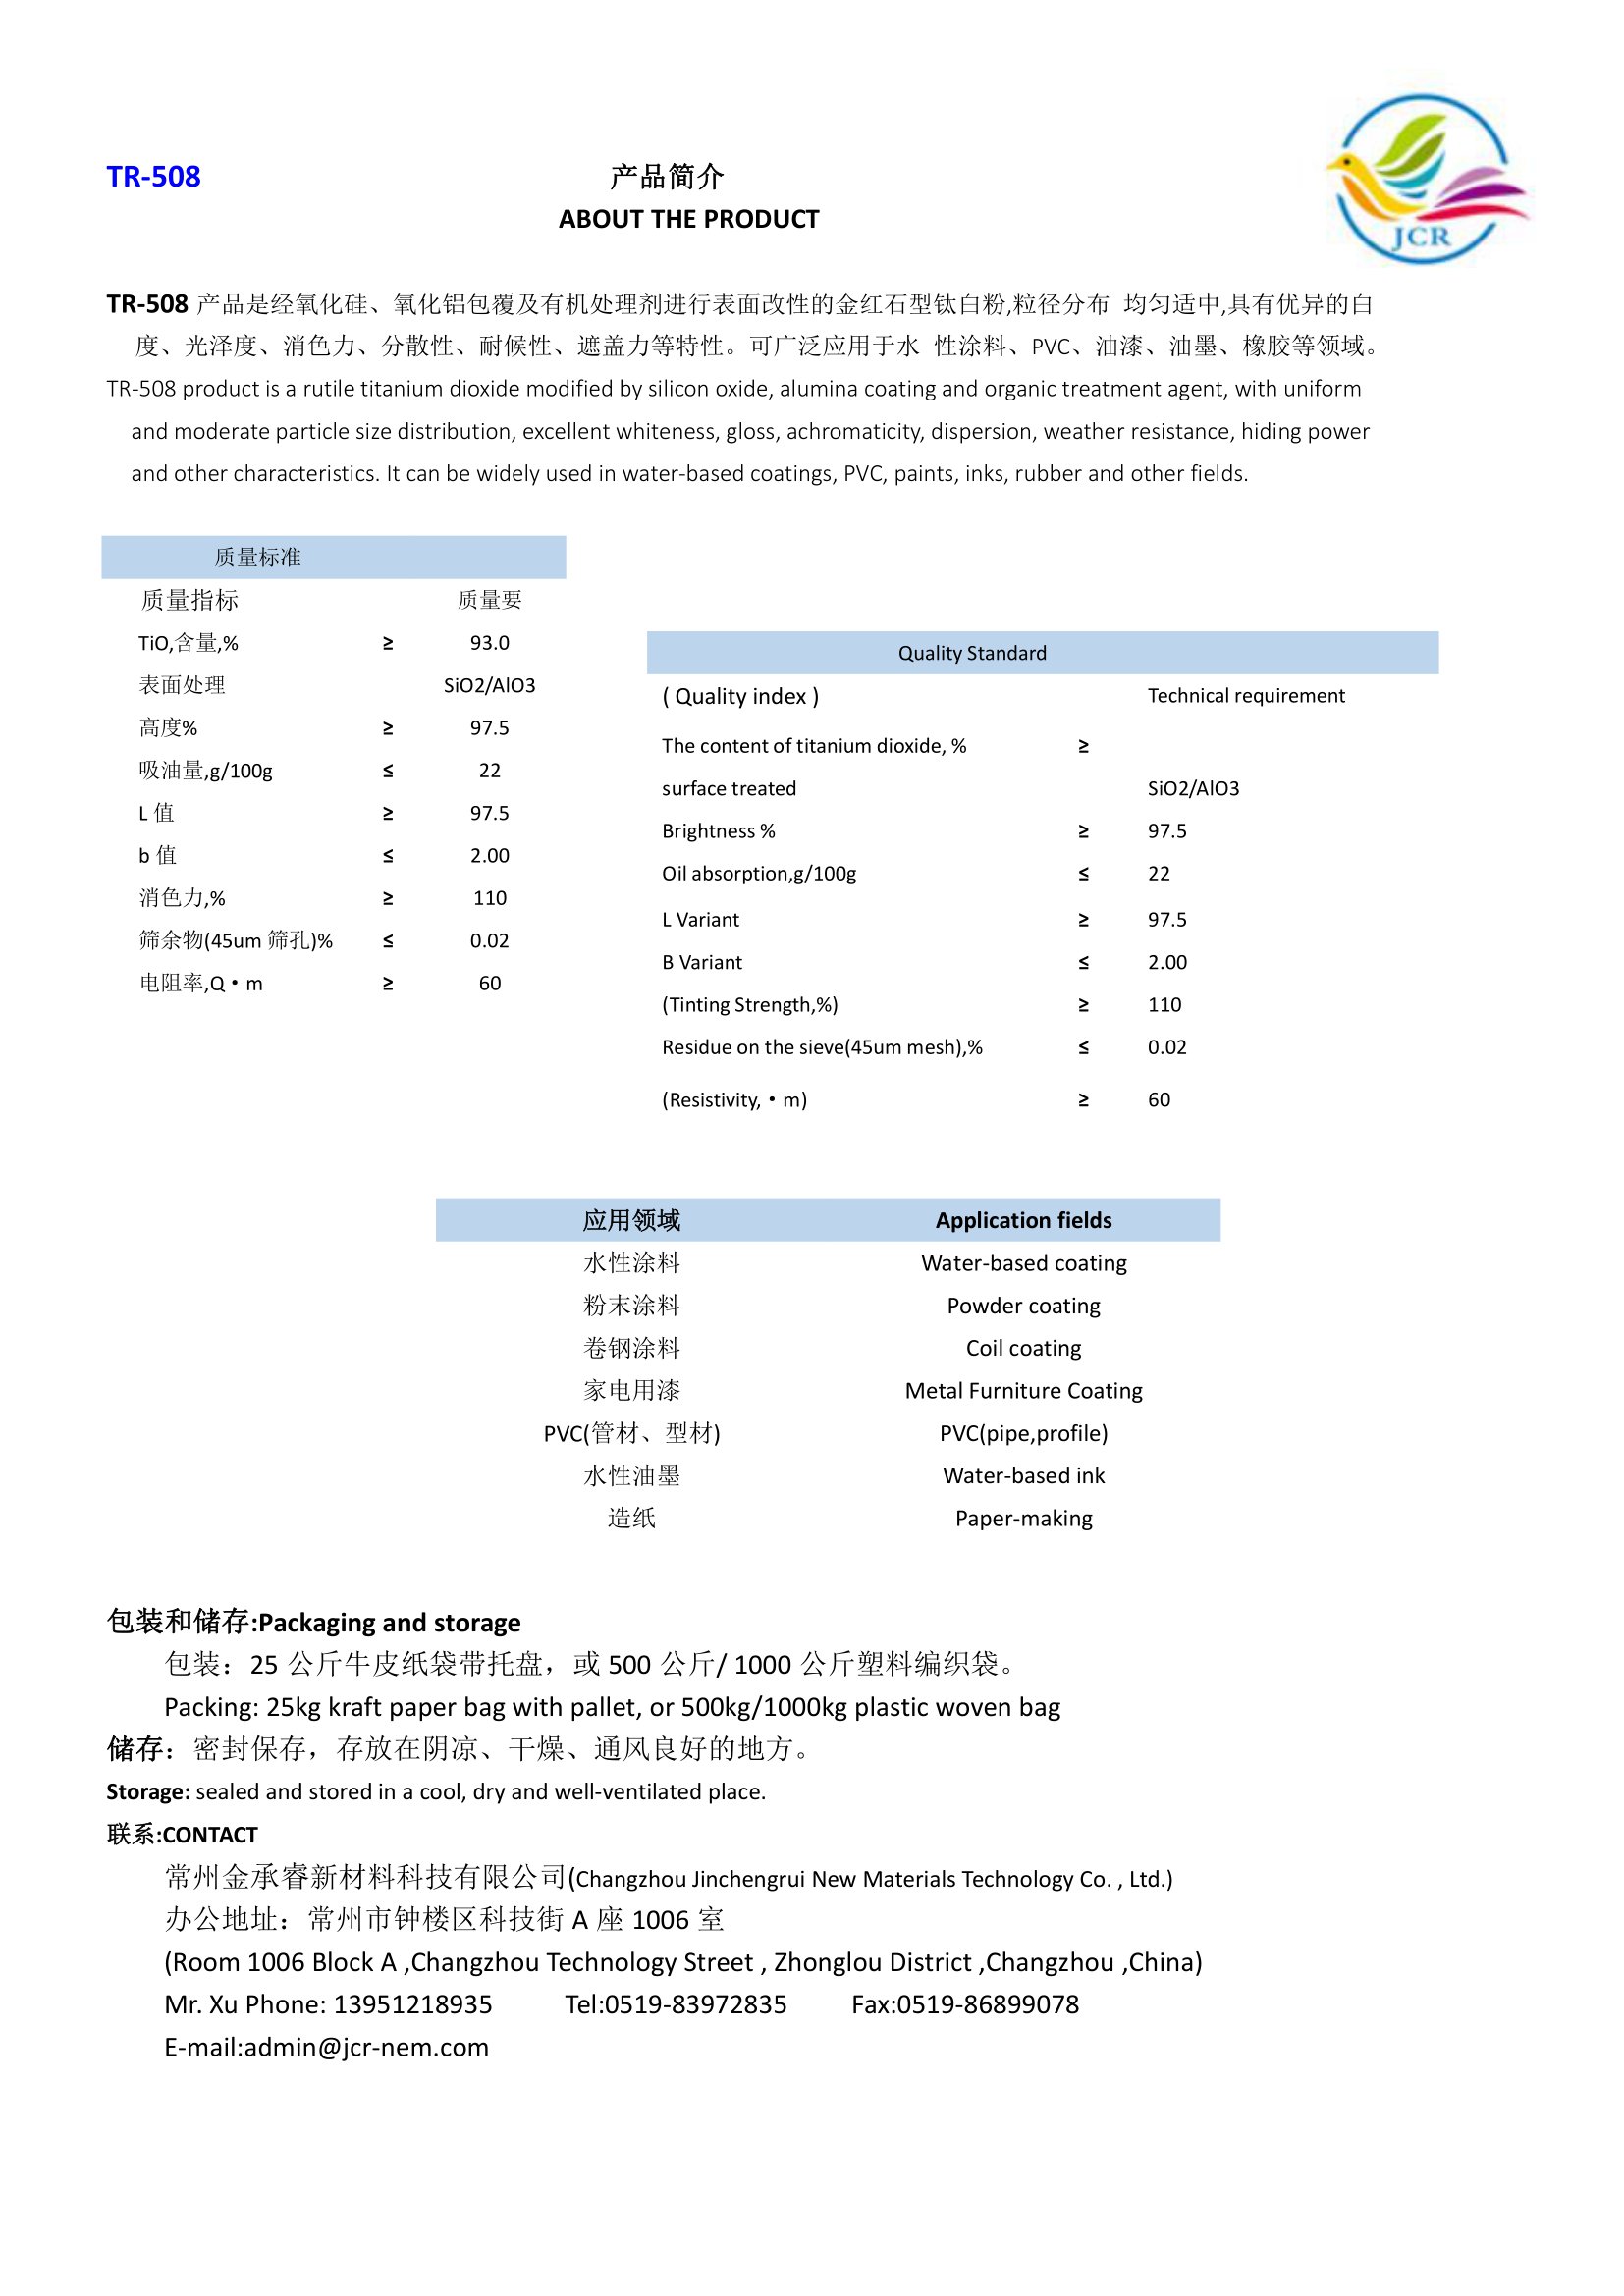 TR-508 产品简介
ABOUT THE PRODUCT
JCR
TR-508 产品是经氧化硅、氧化铝包覆及有机处理剂进行表面改性的金红石型钛白粉,粒径分布 均匀适中,具有优异的白
度、光泽度、消色力、分散性、耐候性、遮盖力等特性。可广泛应用于水 性涂料、PVC、油漆、油墨、橡胶等领域。
TR-508 product is a rutile titanium dioxide modified by silicon oxide, alumina coating and organic treatment agent, with uniform
and moderate particle size distribution, excellent whiteness, gloss, achromaticity, dispersion, weather resistance, hiding power
and other characteristics. It can be widely used in water-based coatings, PVC, paints, inks, rubber and other fields.
质量标准
质量指标 质量要
TiO,含量,% ≥ 93.0
表面处理 SiO2/AlO3
高度% ≥ 97.5
吸油量,g/100g ≤ 22
L 值 ≥ 97.5
b 值 ≤ 2.00
消色力,% ≥ 110
筛余物(45um 筛孔)% ≤ 0.02
电阻率,Q·m ≥ 60
Quality Standard
( Quality index ) Technical requirement
The content of titanium dioxide, % ≥
surface treated SiO2/AlO3
Brightness % ≥ 97.5
Oil absorption,g/100g ≤ 22
L Variant ≥ 97.5
B Variant ≤ 2.00
(Tinting Strength,%) ≥ 110
Residue on the sieve(45um mesh),% ≤ 0.02
(Resistivity,·m) ≥ 60
应用领域 Application fields
水性涂料 Water-based coating
粉末涂料 Powder coating
卷钢涂料 Coil coating
家电用漆 Metal Furniture Coating
PVC(管材、型材) PVC(pipe,profile)
水性油墨 Water-based ink
造纸 Paper-making
包装和储存:Packaging and storage
包装：25 公斤牛皮纸袋带托盘，或 500 公斤/ 1000 公斤塑料编织袋。
Packing: 25kg kraft paper bag with pallet, or 500kg/1000kg plastic woven bag
储存：密封保存，存放在阴凉、干燥、通风良好的地方。
Storage: sealed and stored in a cool, dry and well-ventilated place.
联系:CONTACT
常州金承睿新材料科技有限公司(Changzhou Jinchengrui New Materials Technology Co. , Ltd.)
办公地址：常州市钟楼区科技街 A 座 1006 室
(Room 1006 Block A ,Changzhou Technology Street , Zhonglou District ,Changzhou ,China)
Mr. Xu Phone: 13951218935 Tel:0519-83972835 Fax:0519-86899078
E-mail:admin@jcr-nem.com